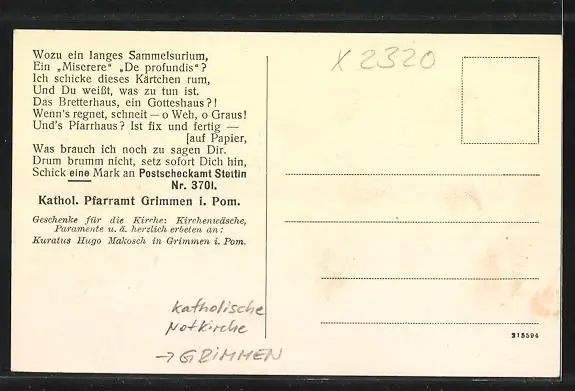 Wozu ein langes Sammelsurium,
Ein „Miserere" „De profundis"?
Ich schicke dieses Kärtchen rum,
Und Du weißt, was zu tun ist.
Das Bretterhaus, ein Gotteshaus?!
Wenn's regnet, schneit — o Weh, o Graus!
Und's Pfarrhaus? Ist fix und fertig —
[auf Papier,
Was brauch ich noch zu sagen Dir.
Drum brumm nicht, setz sofort Dich hin,
Schick eine Mark an Postscheckamt Stettin
Nr. 3701.
Kathol. Pfarramt Grimmen i. Pom.
Geschenke für die Kirche: Kirchenwäsche,
Paramente u. ä. herzlich erbeten an:
Kuratus Hugo Makosch in Grimmen i. Pom.
X 2320
katholische
Notkirche
→ GRIMMEN
213594